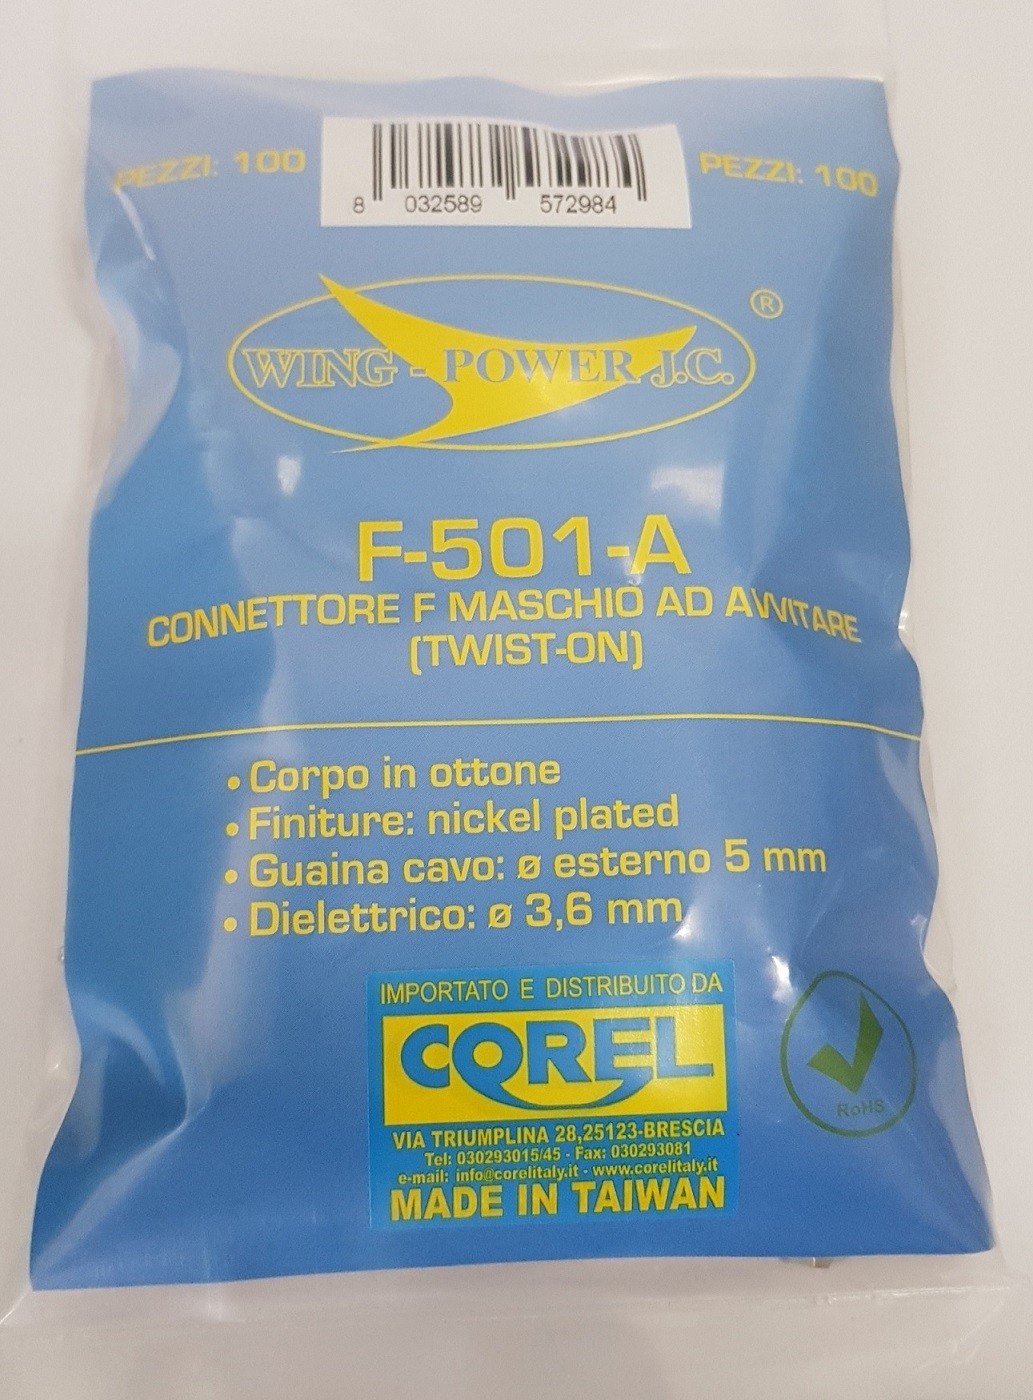 PEZZI: 100
PEZZI: 100
8 032589 572984
WING - POWER J.C. ®
F-501-A
CONNETTORE F MASCHIO AD AVVITARE
(TWIST-ON)
• Corpo in ottone
• Finiture: nickel plated
• Guaina cavo: ø esterno 5 mm
• Dielettrico: ø 3,6 mm
IMPORTATO E DISTRIBUITO DA
COREL
VIA TRIUMPLINA 28,25123-BRESCIA
Tel: 030293015/45 - Fax: 030293081
e-mail: info@corelitaly.it - www.corelitaly.it
MADE IN TAIWAN
RoHS